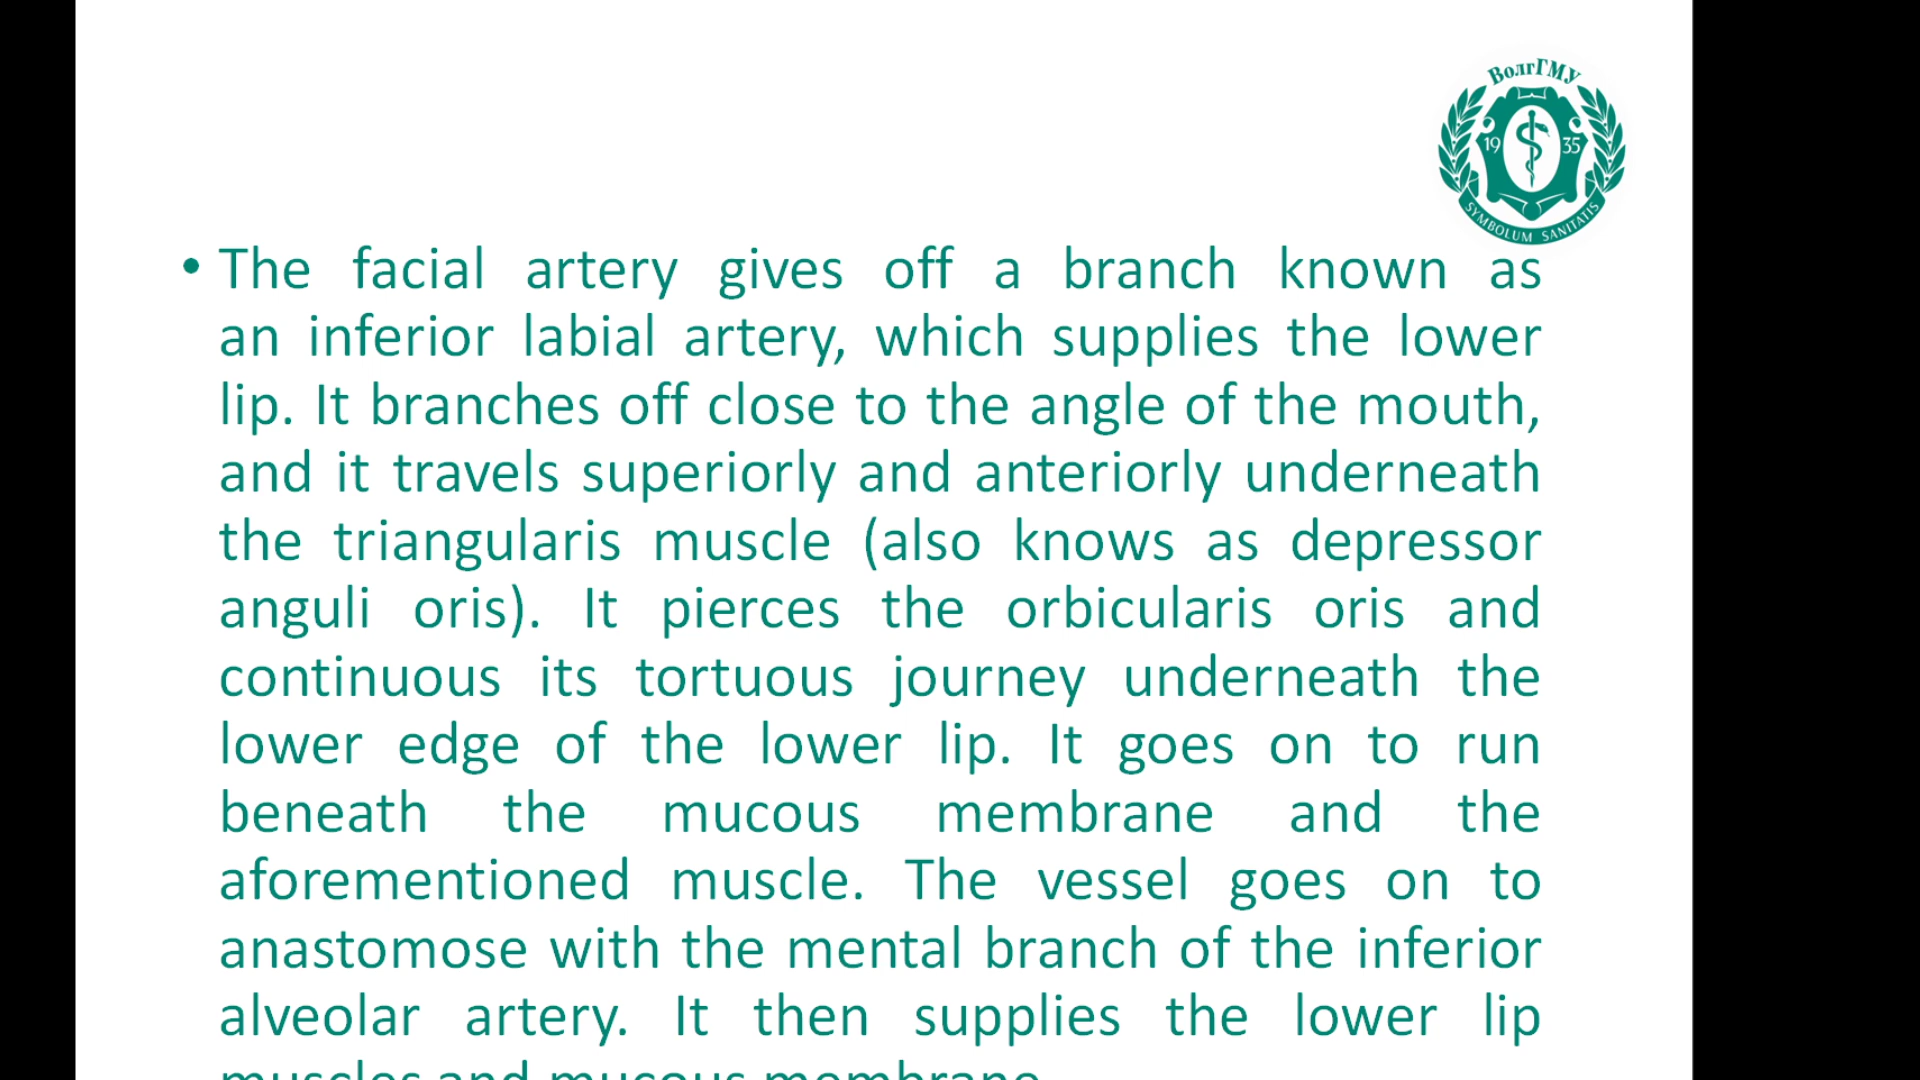 ВолгГМУ
19 35
SYMBOLUM SANITATIS
• The facial artery gives off a branch known as
an inferior labial artery, which supplies the lower
lip. It branches off close to the angle of the mouth,
and it travels superiorly and anteriorly underneath
the triangularis muscle (also knows as depressor
anguli oris). It pierces the orbicularis oris and
continuous its tortuous journey underneath the
lower edge of the lower lip. It goes on to run
beneath the mucous membrane and the
aforementioned muscle. The vessel goes on to
anastomose with the mental branch of the inferior
alveolar artery. It then supplies the lower lip
muscles and mucous membrane.